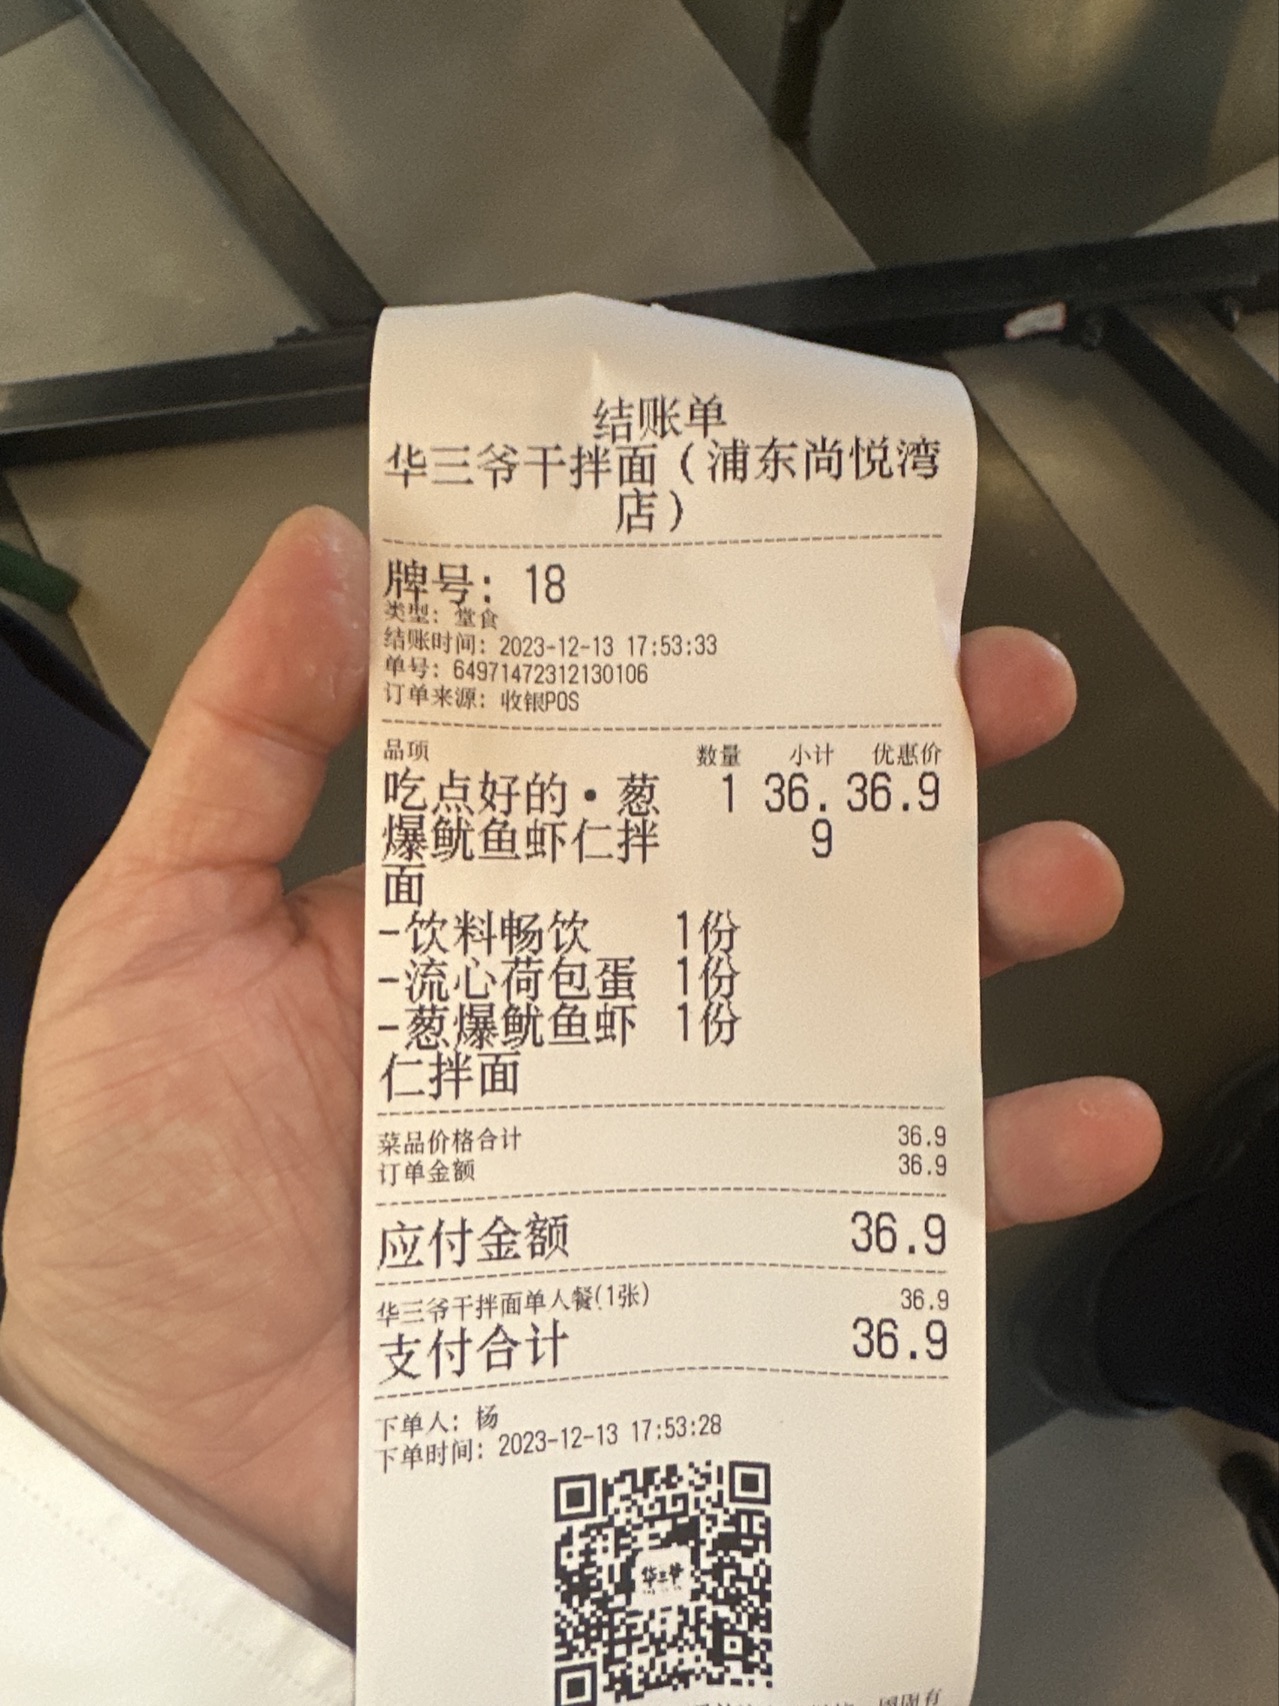 结账单
华三爷干拌面（浦东尚悦湾
店）
牌号：18
类型：堂食
结账时间：2023-12-13 17:53:33
单号：64971472312130106
订单来源：收银POS
品项 数量 小计 优惠价
吃点好的·葱 1 36. 36.9
爆鱿鱼虾仁拌 9
面
-饮料畅饮 1份
-流心荷包蛋 1份
-葱爆鱿鱼虾 1份
仁拌面
菜品价格合计 36.9
订单金额 36.9
应付金额 36.9
华三爷干拌面单人餐(1张) 36.9
支付合计 36.9
下单人：杨
下单时间：2023-12-13 17:53:28
华三爷